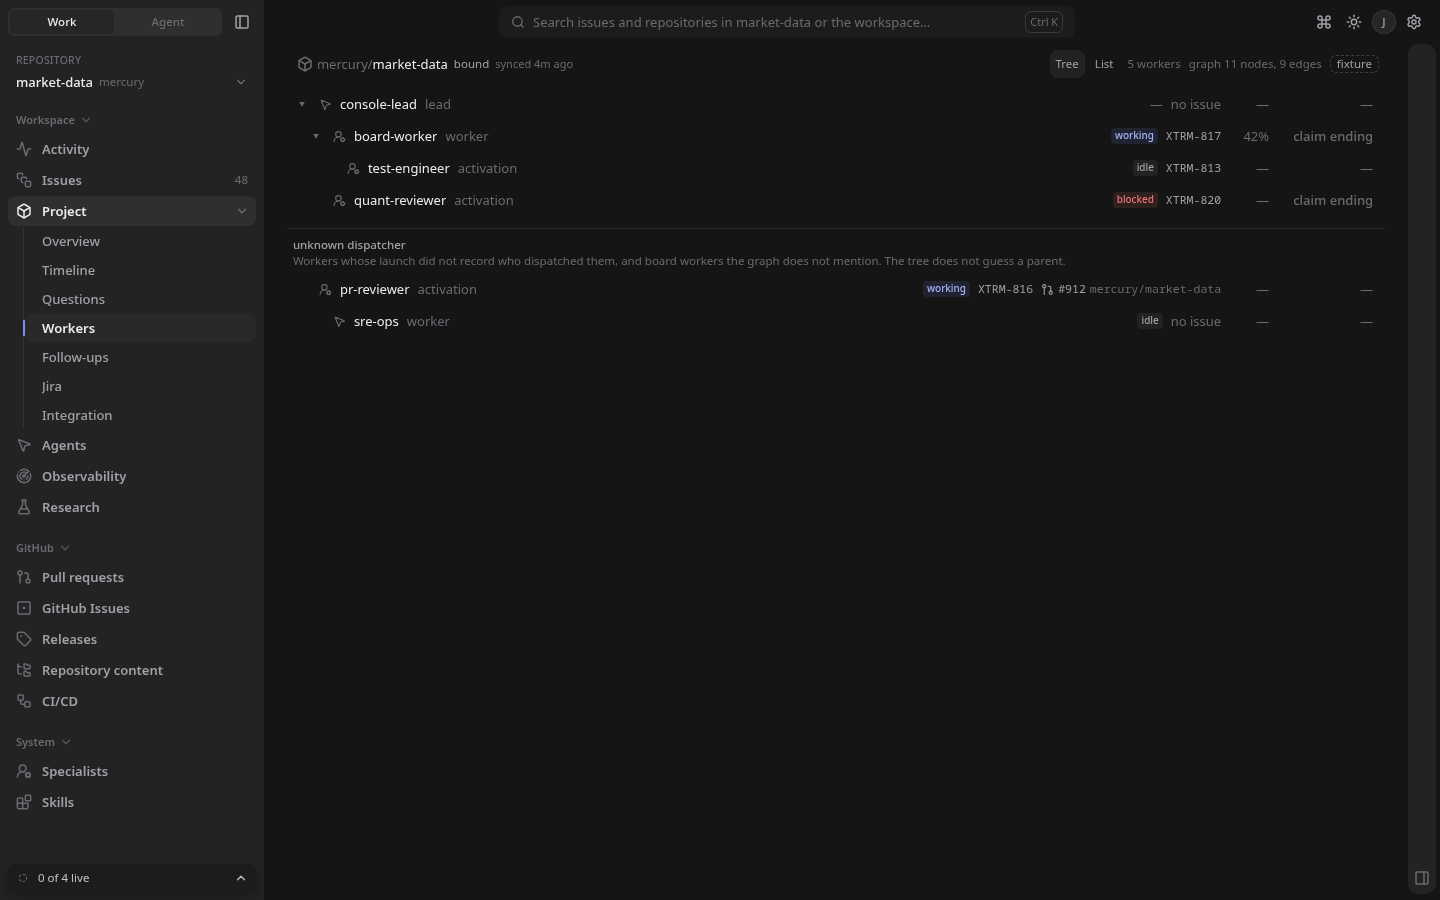 Work Agent
Search issues and repositories in market-data or the workspace... Ctrl K
J
REPOSITORY
market-data mercury
Workspace
Activity
Issues 48
Project
Overview
Timeline
Questions
Workers
Follow-ups
Jira
Integration
Agents
Observability
Research
GitHub
Pull requests
GitHub Issues
Releases
Repository content
CI/CD
System
Specialists
Skills
0 of 4 live
mercury/market-data bound synced 4m ago Tree List 5 workers graph 11 nodes, 9 edges fixture
console-lead lead — no issue — —
board-worker worker working XTRM-817 42% claim ending
test-engineer activation idle XTRM-813 — —
quant-reviewer activation blocked XTRM-820 — claim ending
unknown dispatcher
Workers whose launch did not record who dispatched them, and board workers the graph does not mention. The tree does not guess a parent.
pr-reviewer activation working XTRM-816 #912 mercury/market-data — —
sre-ops worker idle no issue — —